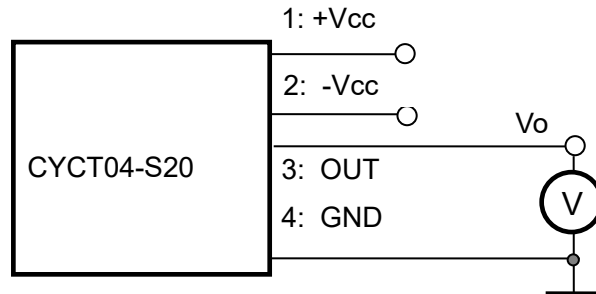 1: +Vcc
2: -Vcc
Vo
CYCT04-S20
3: OUT
V
4: GND